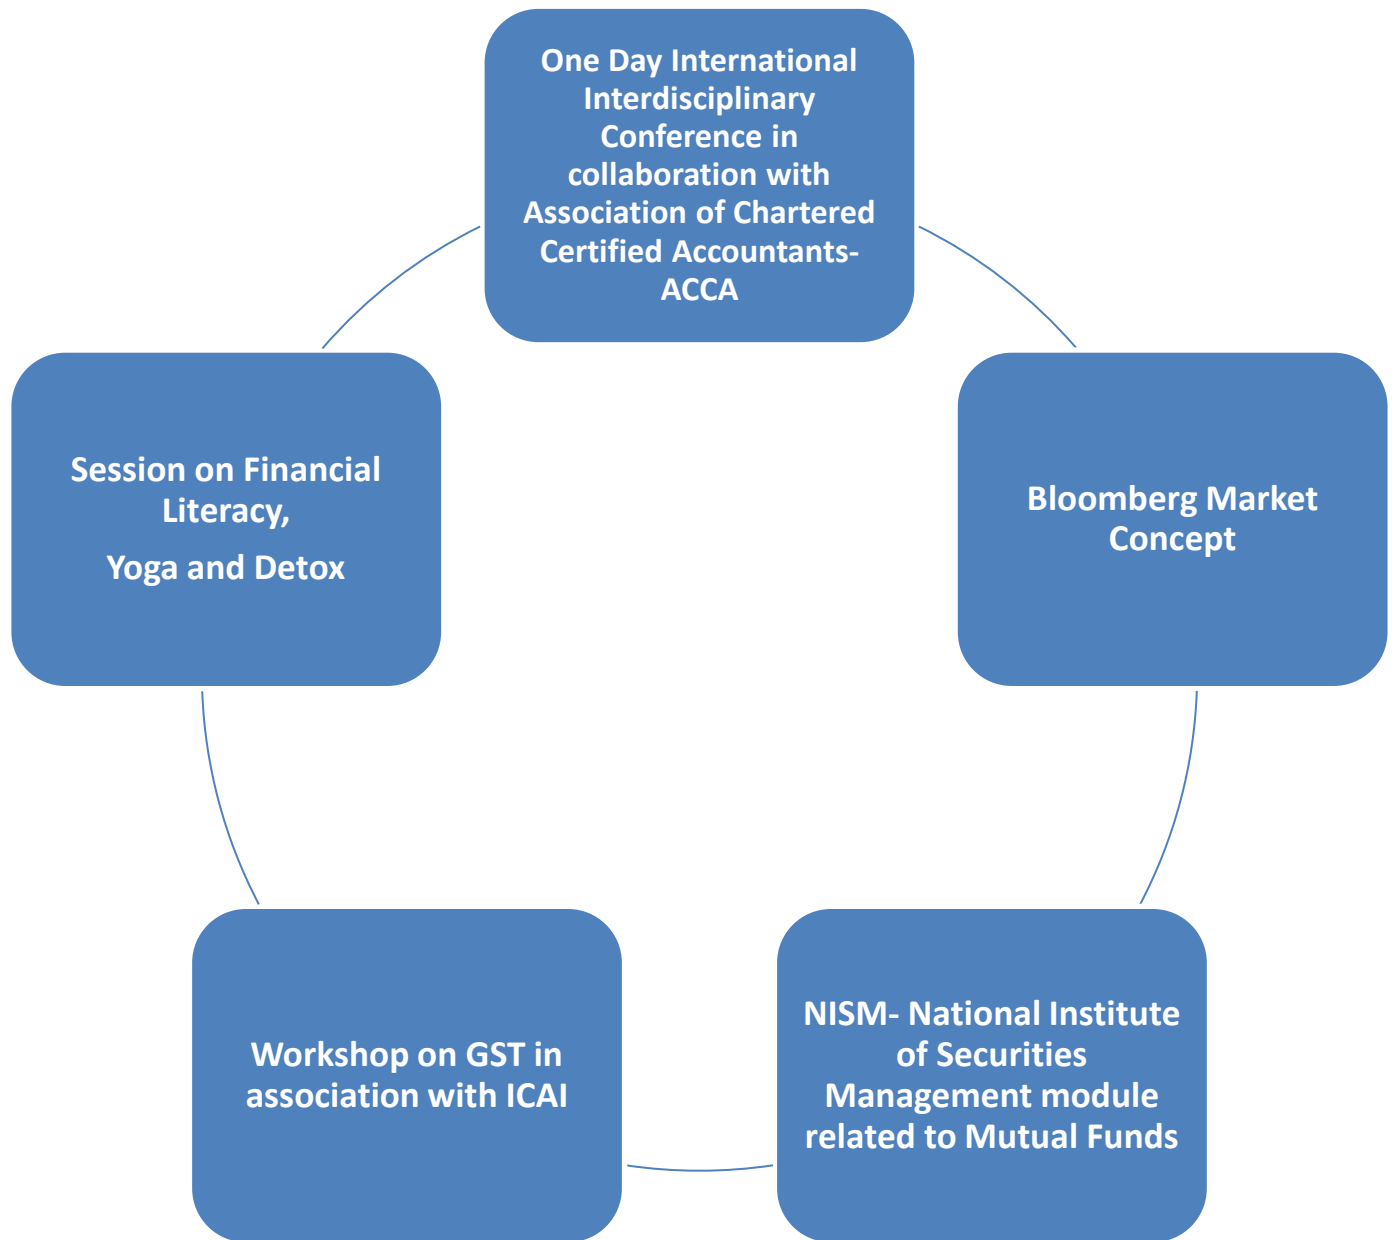 One Day International
Interdisciplinary
Conference in
collaboration with
Association of Chartered
Certified Accountants-
ACCA
Bloomberg Market
Concept
NISM- National Institute
of Securities
Management module
related to Mutual Funds
Workshop on GST in
association with ICAI
Session on Financial
Literacy,
Yoga and Detox